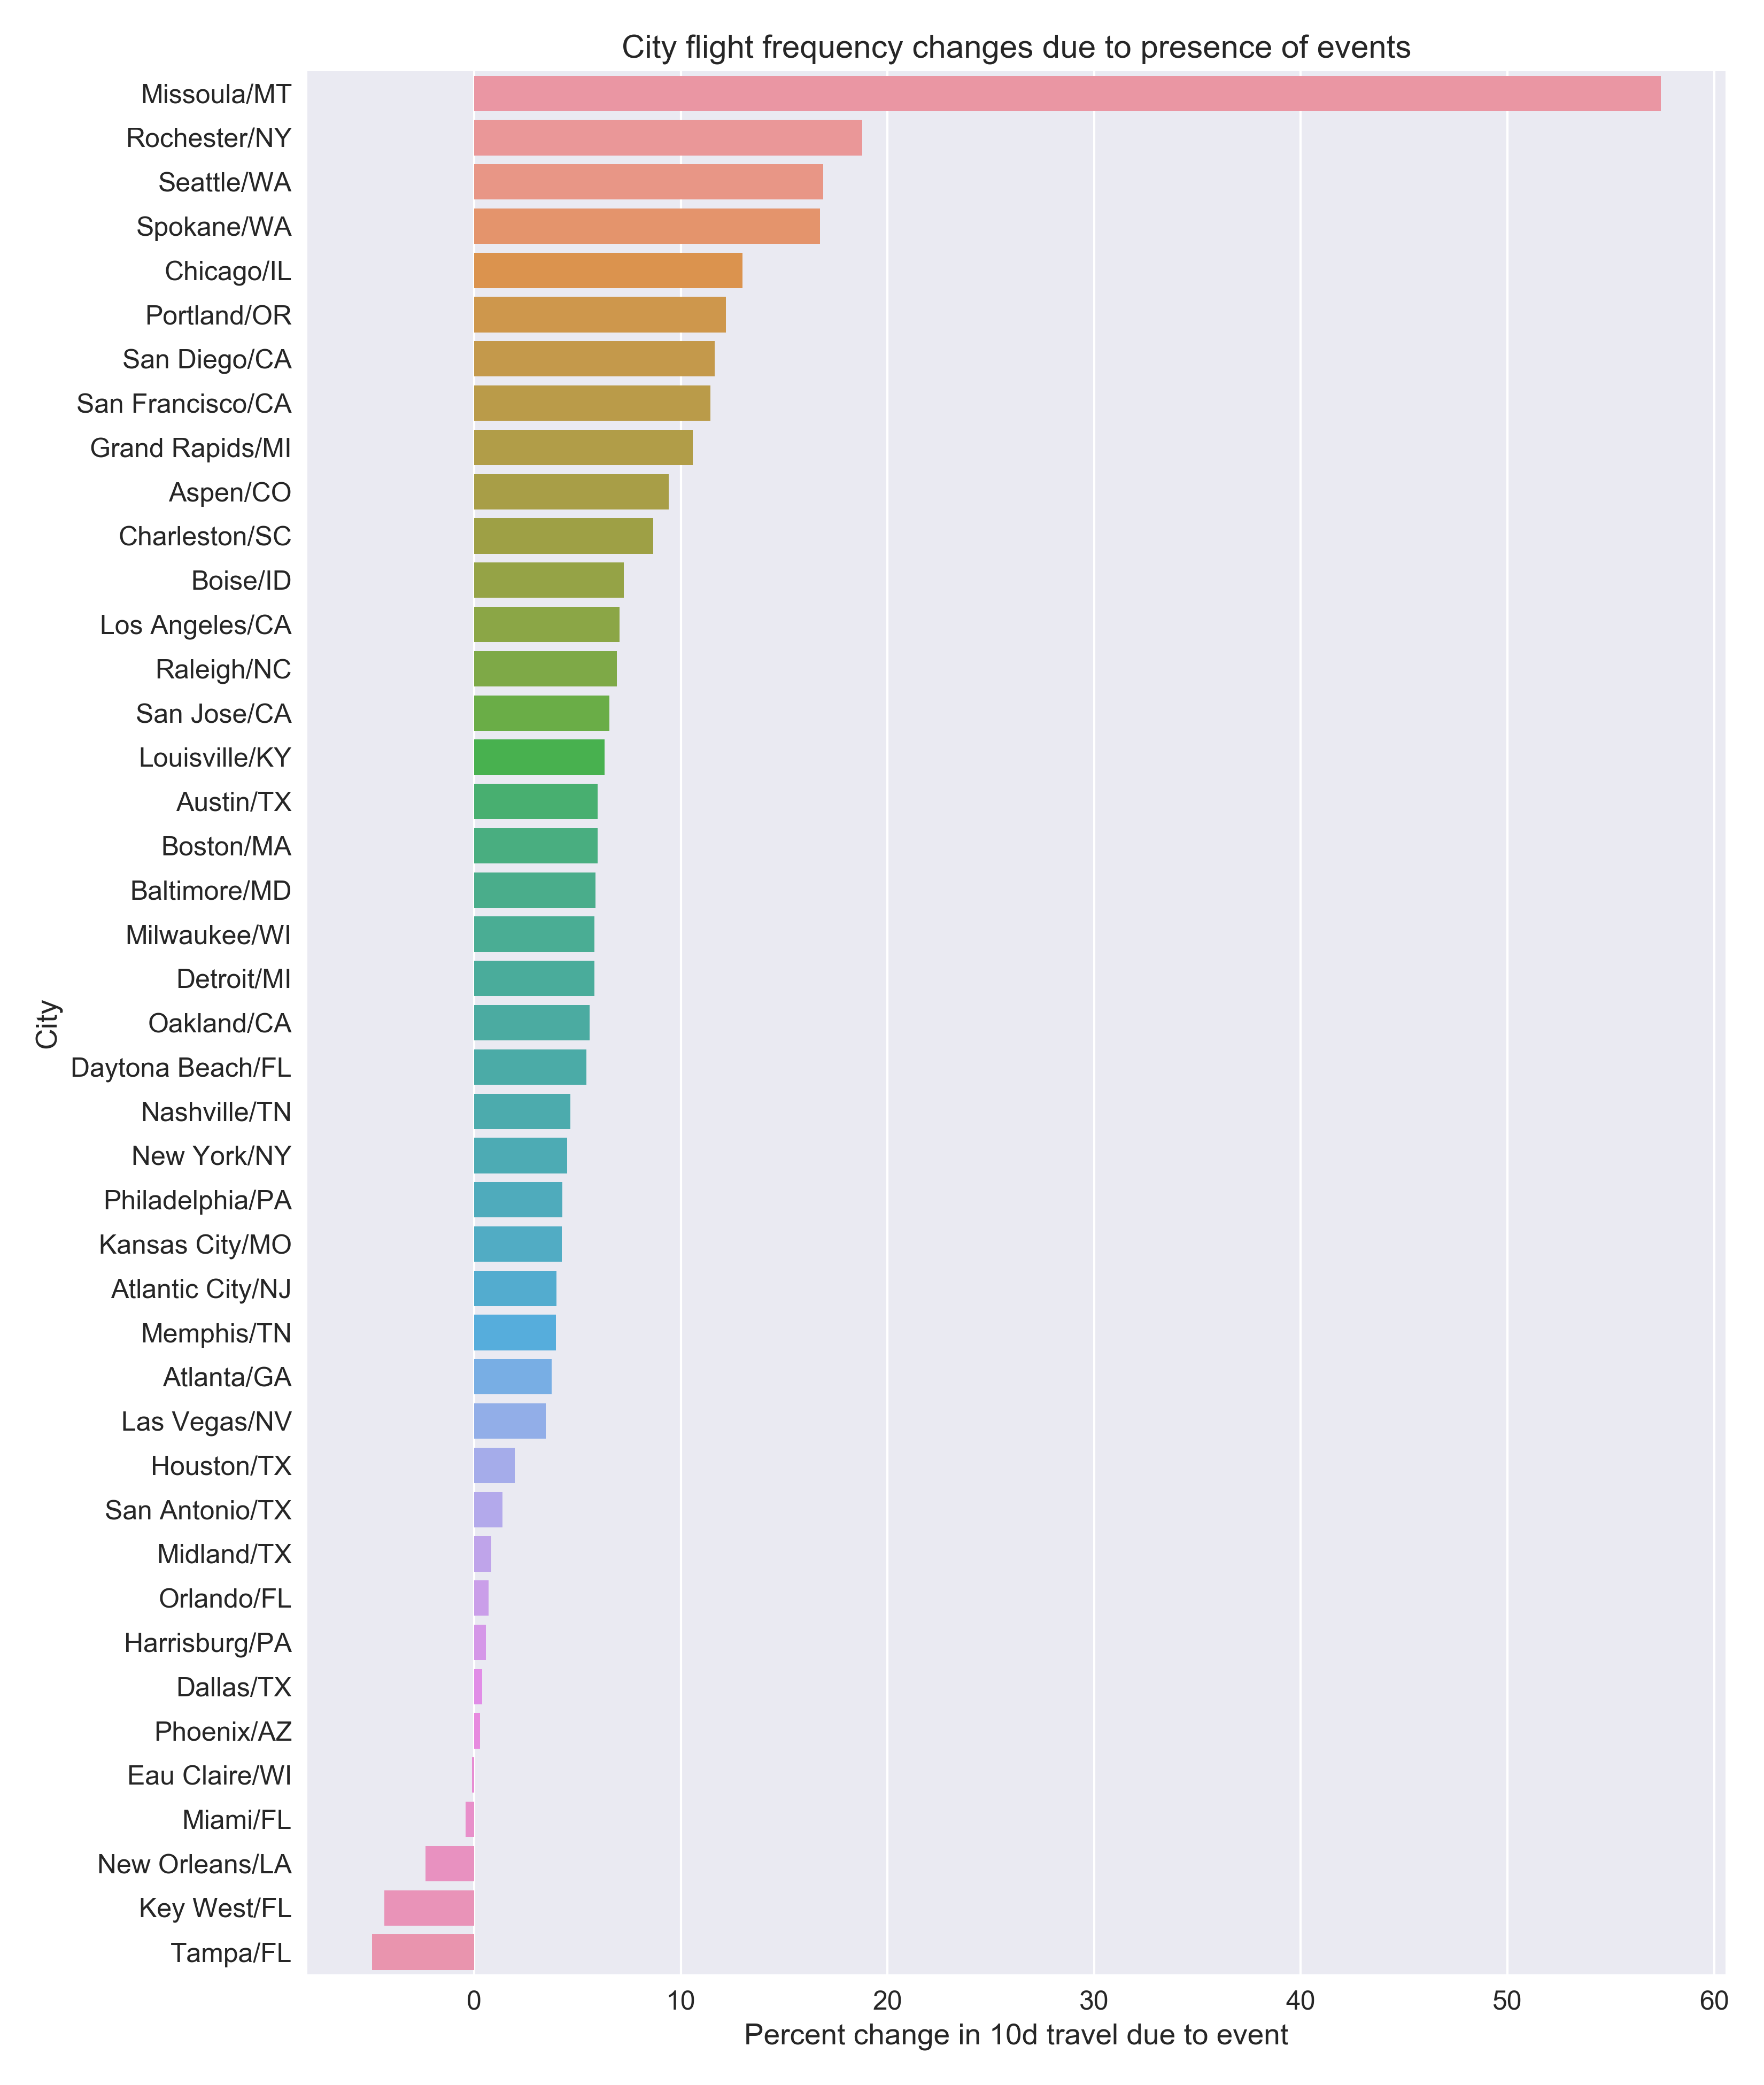 City flight frequency changes due to presence of events
Missoula/MT
Rochester/NY
Seattle/WA
Spokane/WA
Chicago/IL
Portland/OR
San Diego/CA
San Francisco/CA
Grand Rapids/MI
Aspen/CO
Charleston/SC
Boise/ID
Los Angeles/CA
Raleigh/NC
San Jose/CA
Louisville/KY
Austin/TX
Boston/MA
Baltimore/MD
Milwaukee/WI
Detroit/MI
Oakland/CA
Daytona Beach/FL
Nashville/TN
New York/NY
Philadelphia/PA
Kansas City/MO
Atlantic City/NJ
Memphis/TN
Atlanta/GA
Las Vegas/NV
Houston/TX
San Antonio/TX
Midland/TX
Orlando/FL
Harrisburg/PA
Dallas/TX
Phoenix/AZ
Eau Claire/WI
Miami/FL
New Orleans/LA
Key West/FL
Tampa/FL
City
0 10 20 30 40 50 60
Percent change in 10d travel due to event